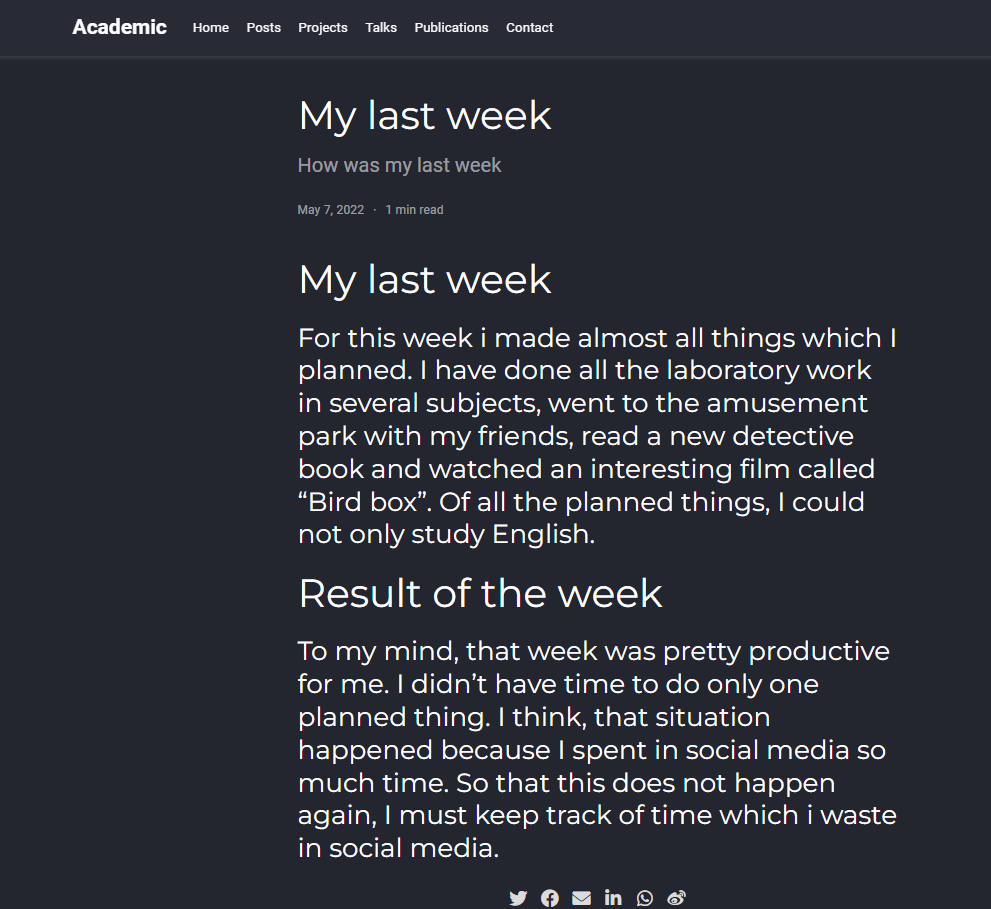 Academic Home Posts Projects Talks Publications Contact
My last week
How was my last week
May 7, 2022 · 1 min read
My last week
For this week i made almost all things which I
planned. I have done all the laboratory work
in several subjects, went to the amusement
park with my friends, read a new detective
book and watched an interesting film called
“Bird box”. Of all the planned things, I could
not only study English.
Result of the week
To my mind, that week was pretty productive
for me. I didn’t have time to do only one
planned thing. I think, that situation
happened because I spent in social media so
much time. So that this does not happen
again, I must keep track of time which i waste
in social media.